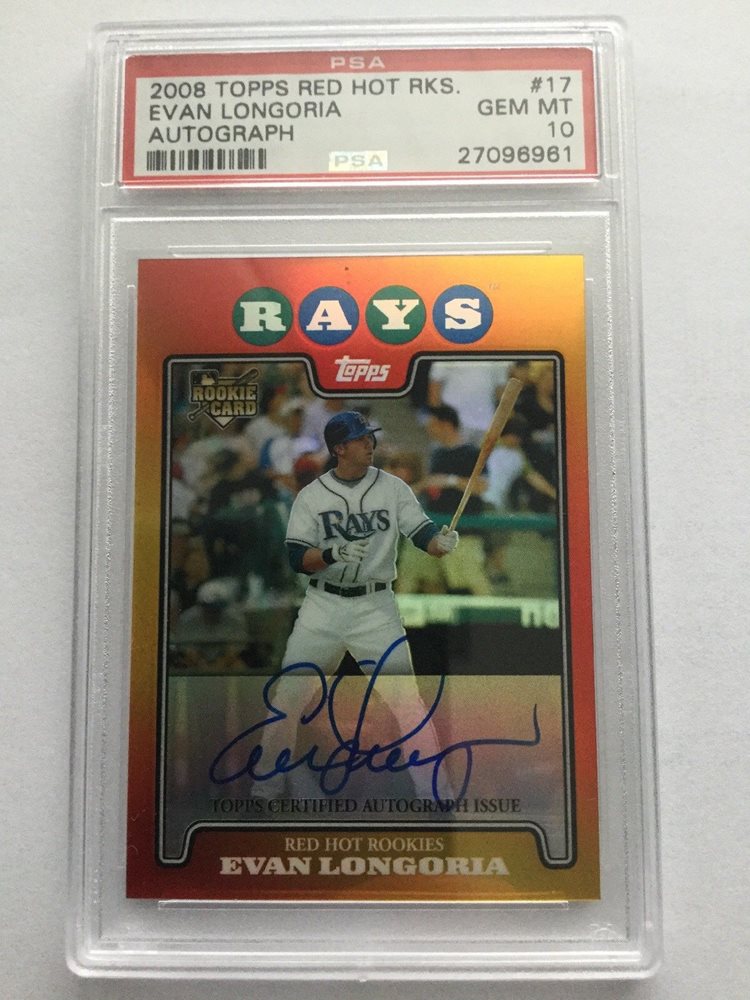 PSA
2008 TOPPS RED HOT RKS. #17
EVAN LONGORIA GEM MT
AUTOGRAPH 10
PSA 27096961
RAYS™
topps
ROOKIE
CARD
RAYS
TOPPS CERTIFIED AUTOGRAPH ISSUE
RED HOT ROOKIES
EVAN LONGORIA